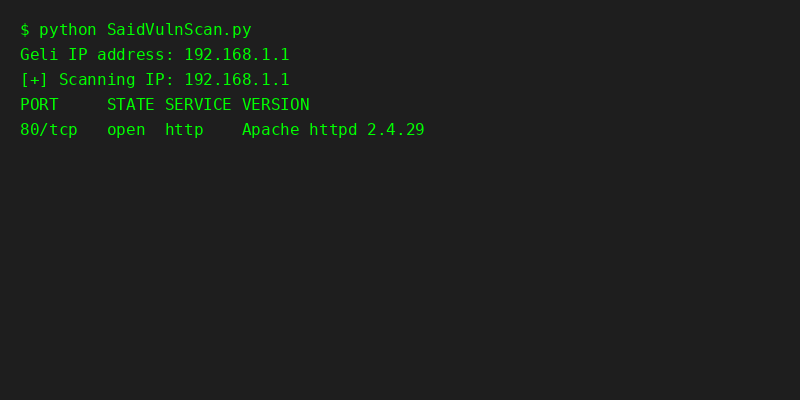 $ python SaidVulnScan.py
Geli IP address: 192.168.1.1
[+] Scanning IP: 192.168.1.1
PORT     STATE SERVICE VERSION
80/tcp   open  http    Apache httpd 2.4.29